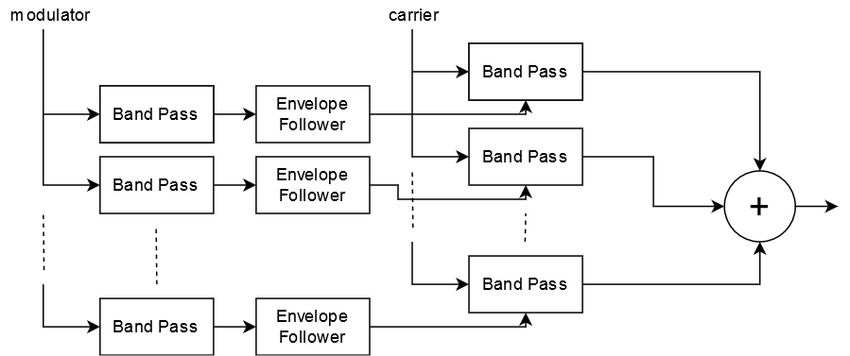 modulator
carrier
Band Pass
Band Pass
Envelope
Follower
Band Pass
Band Pass
Envelope
Follower
+
Band Pass
Band Pass
Envelope
Follower